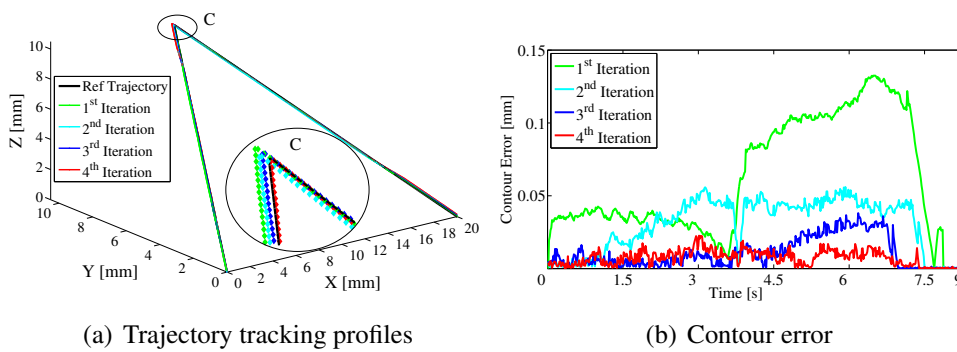 C
10
8
6
4
2
0
Z [mm]
Ref Trajectory
1st Iteration
2nd Iteration
3rd Iteration
4th Iteration
C
10
8
6
4
2
0
Y [mm]
0
2
4
6
8
10
12
14
16
18
20
X [mm]
(a) Trajectory tracking profiles
0.15
0.1
0.05
0
Contour Error [mm]
1st Iteration
2nd Iteration
3rd Iteration
4th Iteration
0
1.5
3
4.5
6
7.5
9
Time [s]
(b) Contour error